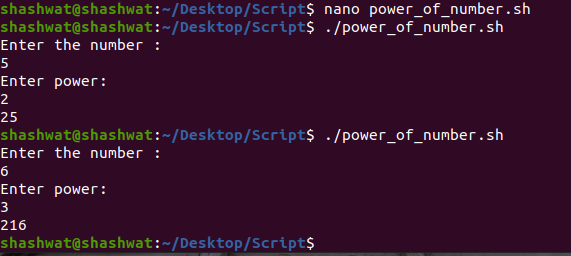 shashwat@shashwat:~/Desktop/Script$ nano power_of_number.sh
shashwat@shashwat:~/Desktop/Script$ ./power_of_number.sh
Enter the number :
5
Enter power:
2
25
shashwat@shashwat:~/Desktop/Script$ ./power_of_number.sh
Enter the number :
6
Enter power:
3
216
shashwat@shashwat:~/Desktop/Script$